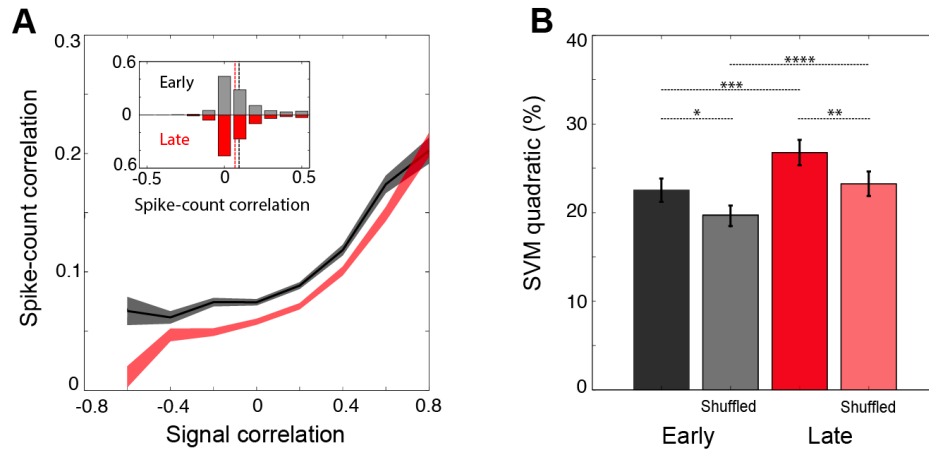 A
Spike-count correlation
0.3
0.2
0.1
0
-0.8
-0.4
0
0.4
0.8
Signal correlation
0.6
0
0.6
Early
Late
-0.5
0
0.5
Spike-count correlation
B
SVM quadratic (%)
40
30
20
10
0
****
***
*
**
Shuffled
Shuffled
Early
Late